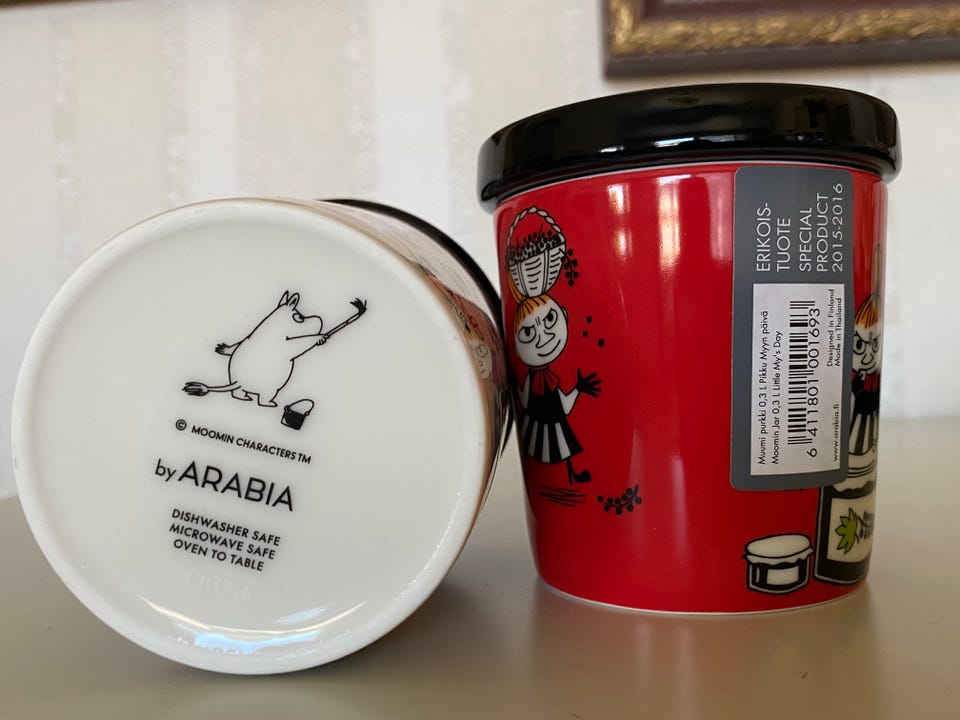 © MOOMIN CHARACTERS TM
by ARABIA
DISHWASHER SAFE
MICROWAVE SAFE
OVEN TO TABLE
ERIKOIS-
TUOTE
SPECIAL
PRODUCT
2015-2016
Muumi purkki 0,3 L Pikku Myyn päivä
Moomin Jar 0,3 L Little My's Day
6 411801 001693
Designed in Finland
Made in Thailand
www.arabia.fi